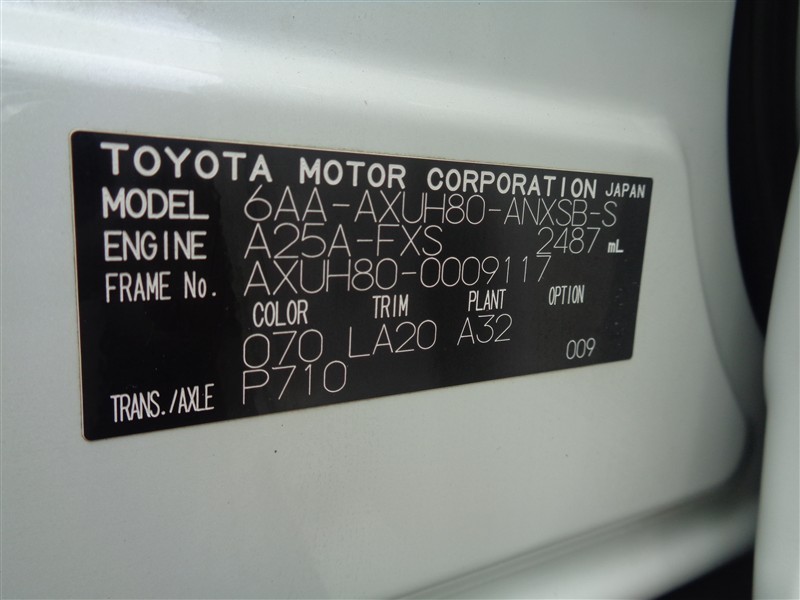 TOYOTA MOTOR CORPORATION JAPAN
MODEL 6AA-AXUH80-ANXSB-S
ENGINE A25A-FXS 2487 mL
FRAME No. AXUH80-0009117
COLOR TRIM PLANT OPTION
070 LA20 A32 009
TRANS./AXLE P710